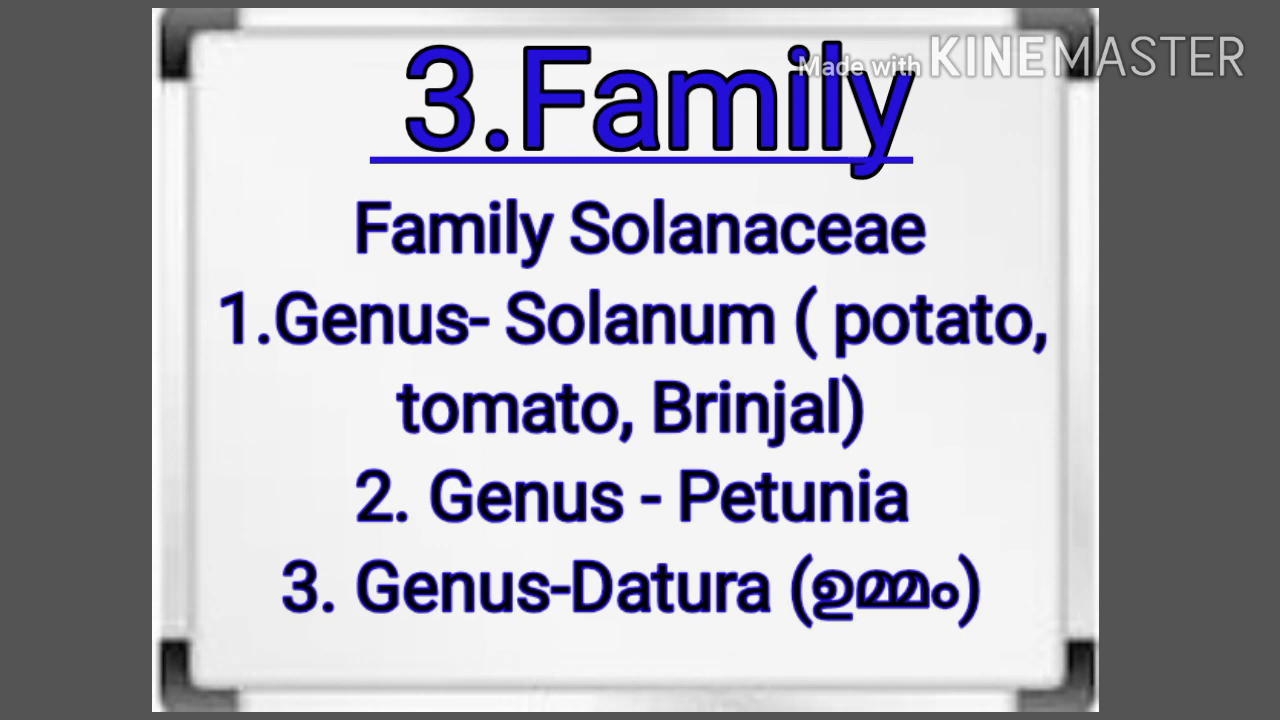 Made with KINEMASTER
3.Family
Family Solanaceae
1.Genus- Solanum ( potato,
tomato, Brinjal)
2. Genus - Petunia
3. Genus-Datura (ഉമ്മം)